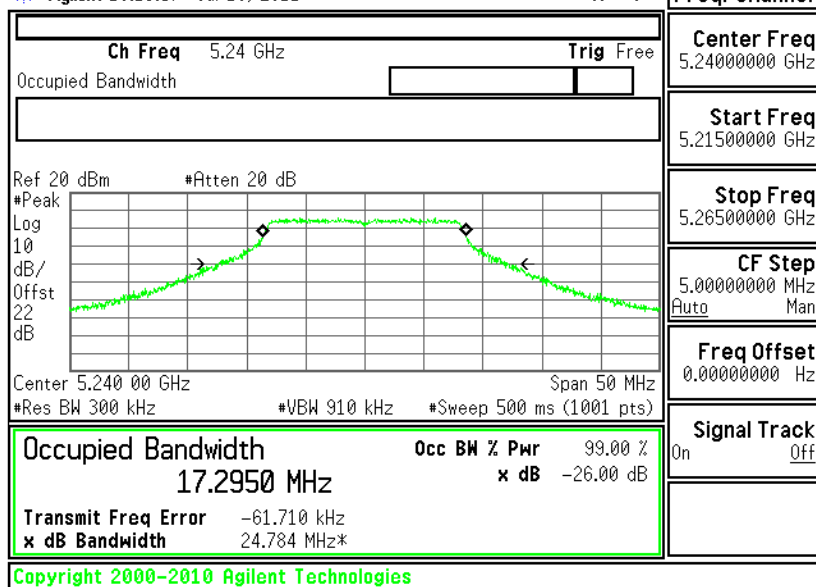 Ch Freq 5.24 GHz Trig Free
Occupied Bandwidth
Ref 20 dBm #Atten 20 dB
#Peak
Log
10
dB/
Offst
22
dB
Center 5.240 00 GHz Span 50 MHz
#Res BW 300 kHz #VBW 910 kHz #Sweep 500 ms (1001 pts)
Occupied Bandwidth
17.2950 MHz
Occ BW % Pwr 99.00 %
x dB -26.00 dB
Transmit Freq Error -61.710 kHz
x dB Bandwidth 24.784 MHz*
Copyright 2000-2010 Agilent Technologies
Center Freq
5.24000000 GHz
Start Freq
5.21500000 GHz
Stop Freq
5.26500000 GHz
CF Step
5.00000000 MHz
Auto Man
Freq Offset
0.00000000 Hz
Signal Track
On Off